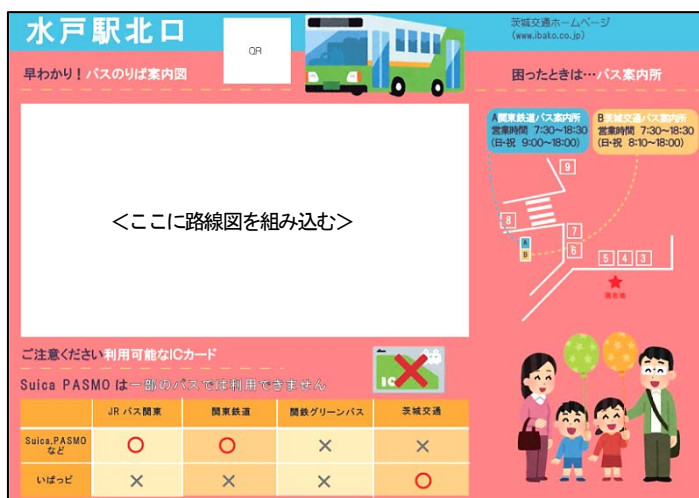 水戸駅北口
QR
茨城交通ホームページ
(www.ibako.co.jp)
早わかり！バスのりば案内図
困ったときは…バス案内所
A関東鉄道バス案内所
営業時間 7:30~18:30
(日・祝 9:00~18:00)
B茨城交通バス案内所
営業時間 7:30~18:30
(日・祝 8:10~18:00)
9
8
7
6
5 4 3
A
B
現在地
＜ここに路線図を組み込む＞
ご注意ください利用可能なICカード
IC
Suica PASMO は一部のバスでは利用できません
JR バス関東 関東鉄道 関鉄グリーンバス 茨城交通
Suica,PASMO
など ○ ○ × ×
いばっピ × × × ○